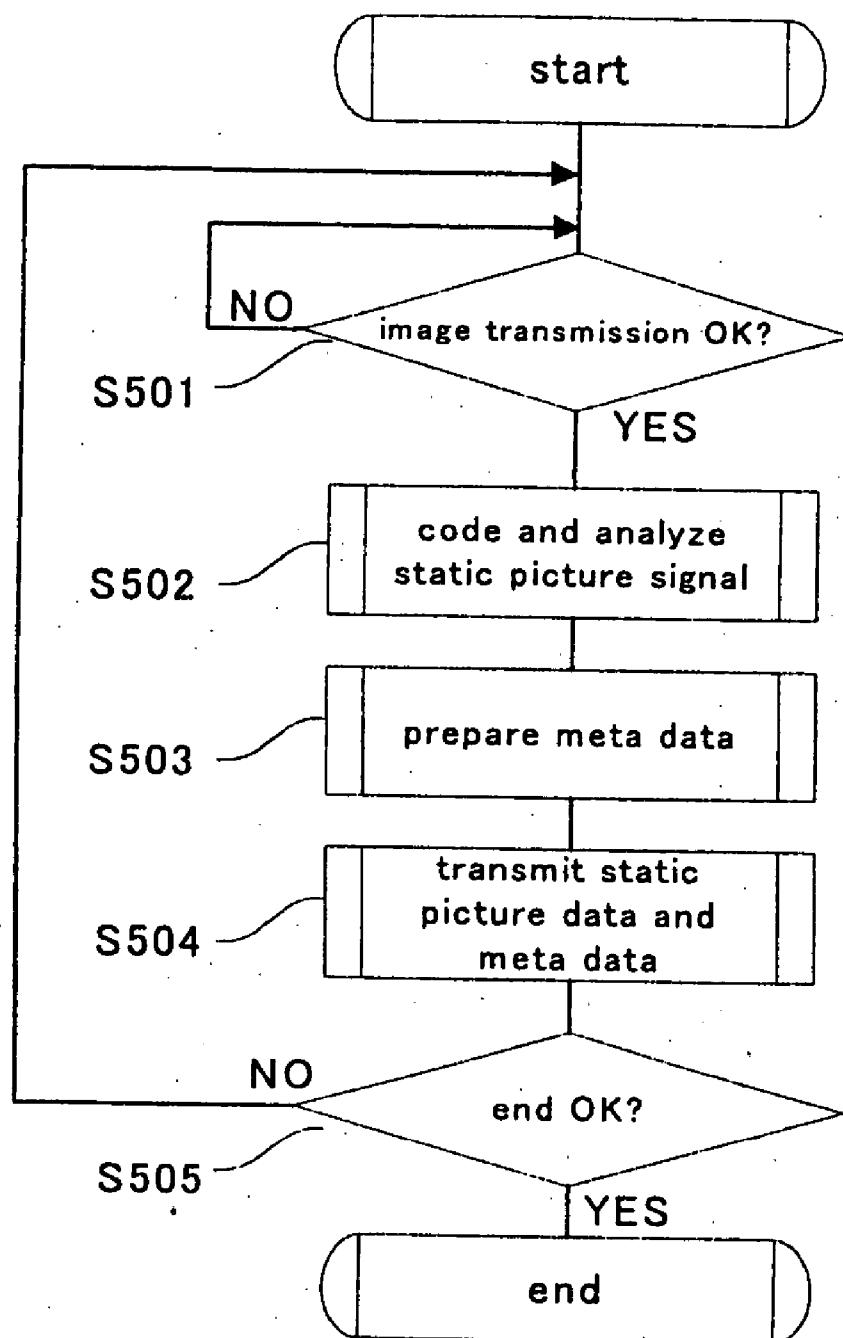 start
NO
image transmission OK?
S501
YES
code and analyze
static picture signal
S502
prepare meta data
S503
transmit static
picture data and
meta data
S504
NO
end OK?
S505
YES
end